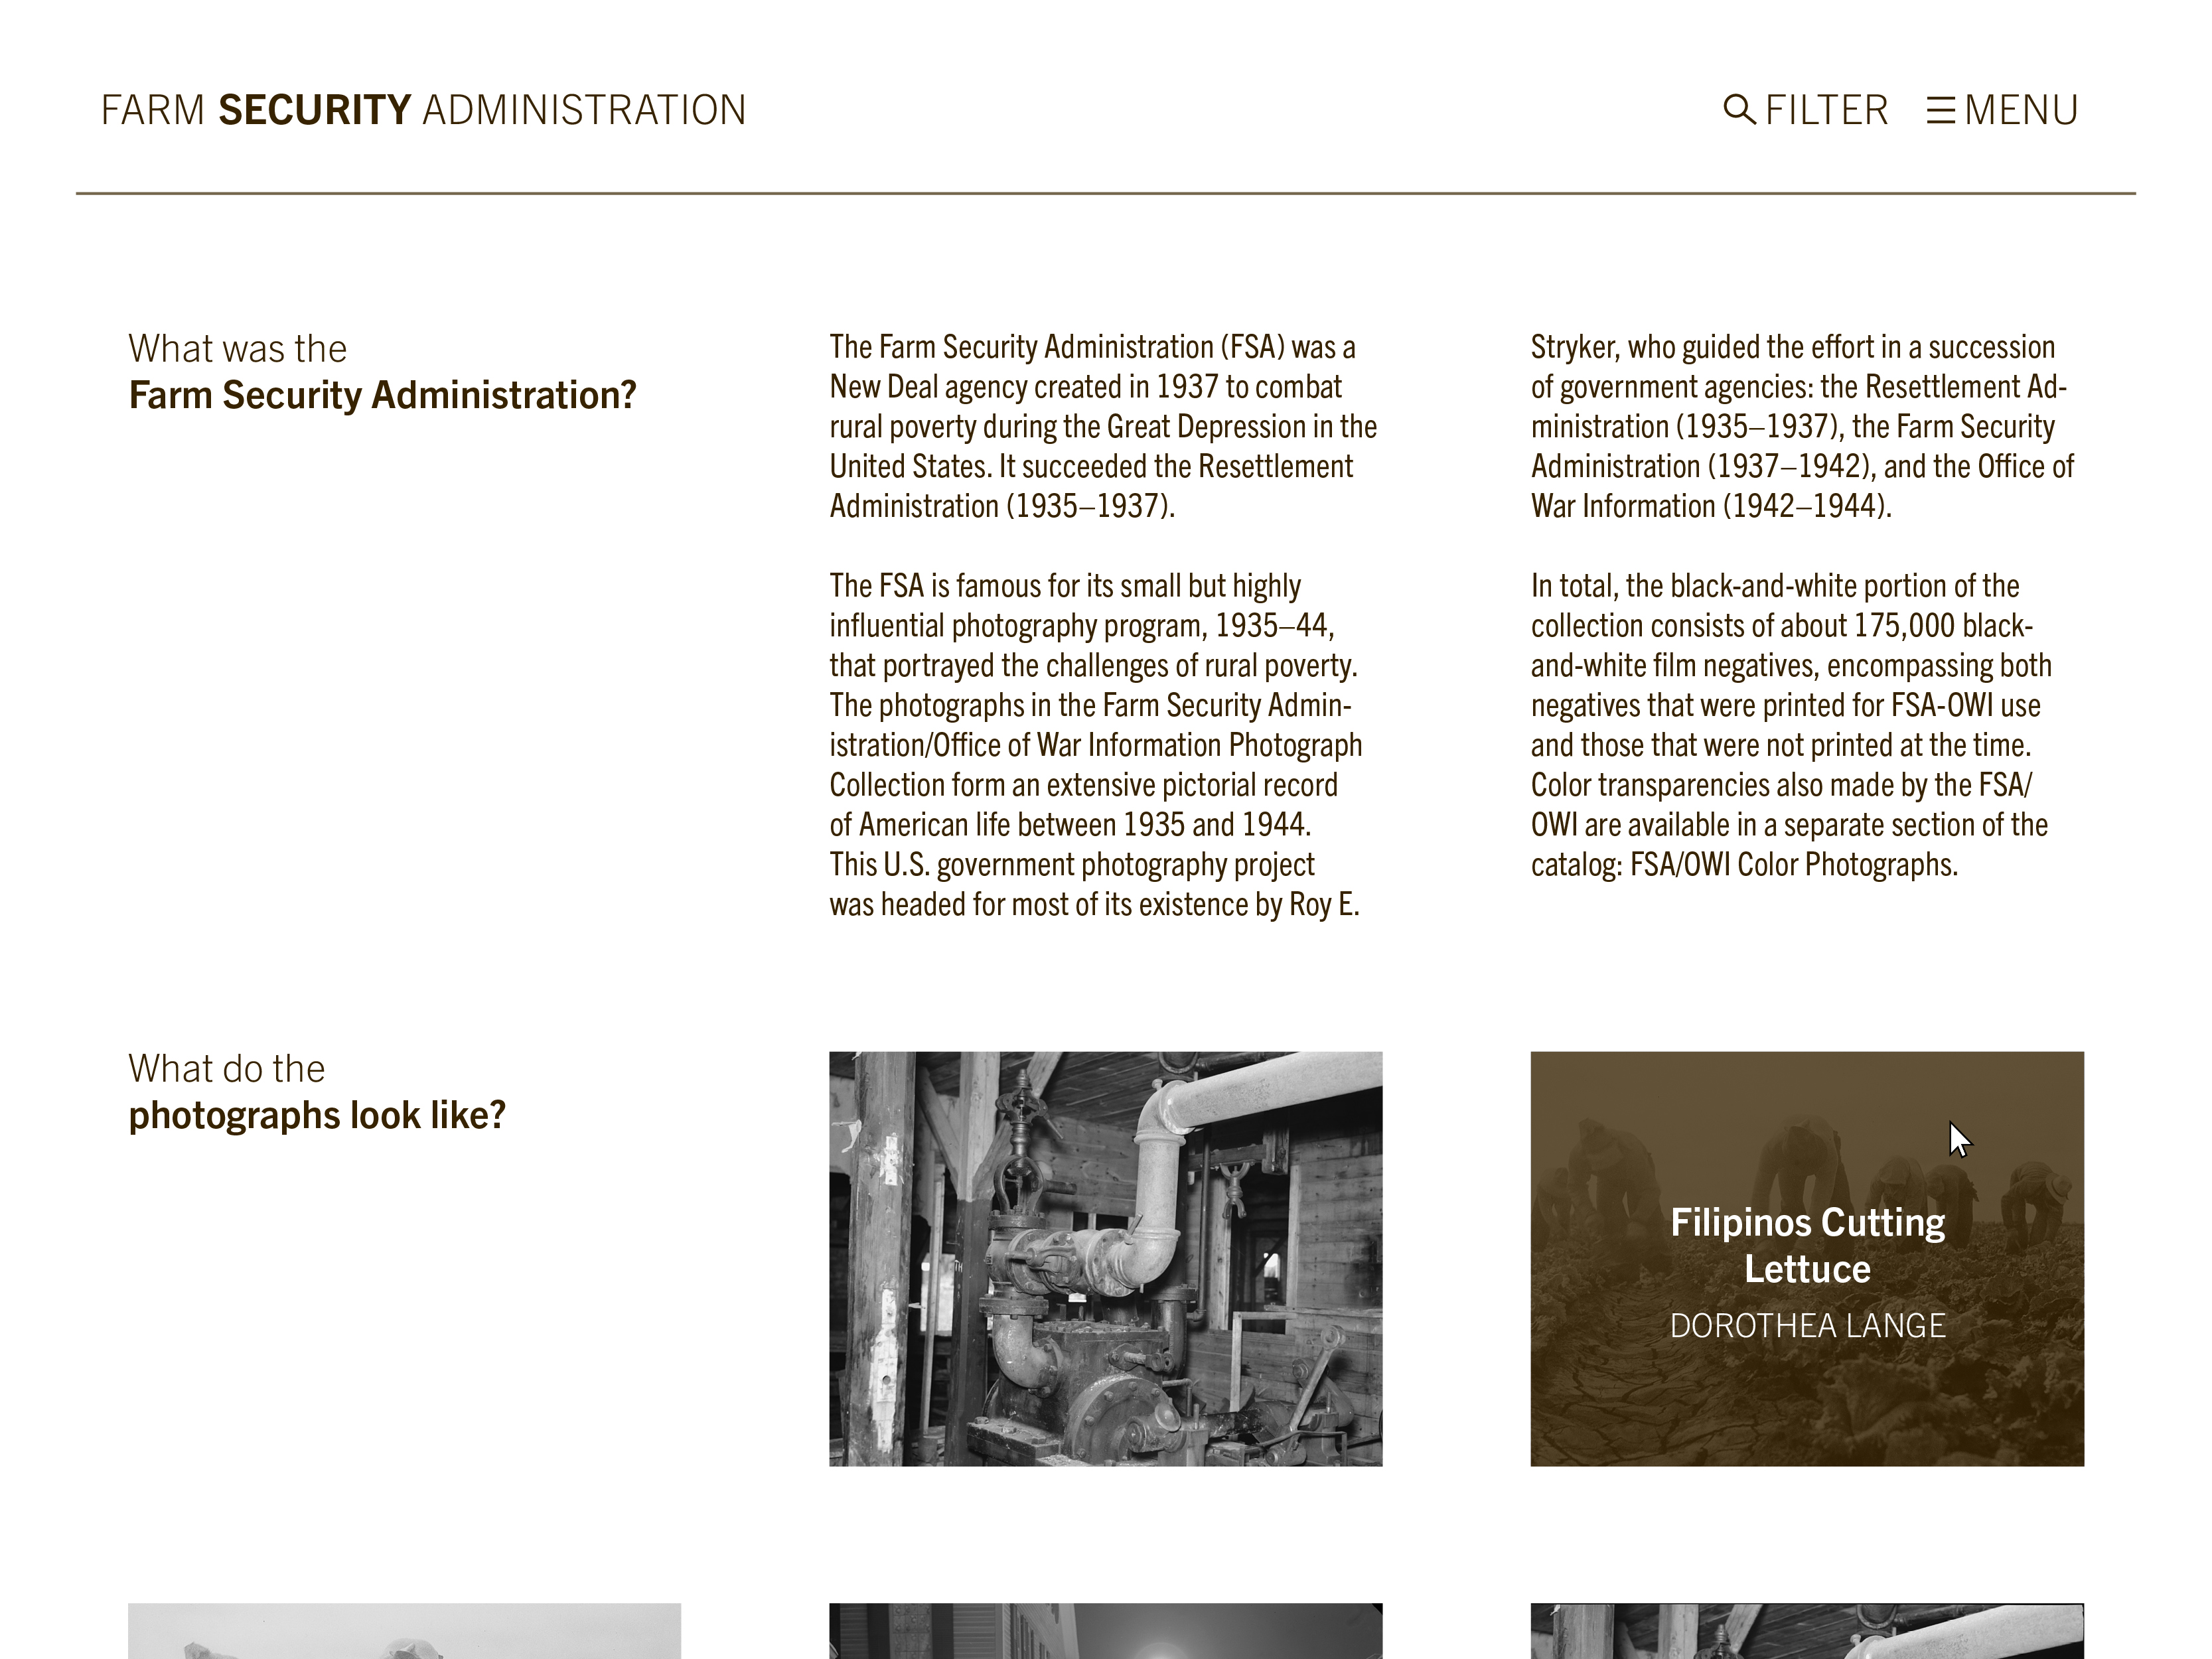 FARM SECURITY ADMINISTRATION
FILTER
MENU
What was the
Farm Security Administration?
The Farm Security Administration (FSA) was a
New Deal agency created in 1937 to combat
rural poverty during the Great Depression in the
United States. It succeeded the Resettlement
Administration (1935–1937).
The FSA is famous for its small but highly
influential photography program, 1935–44,
that portrayed the challenges of rural poverty.
The photographs in the Farm Security Admin-
istration/Office of War Information Photograph
Collection form an extensive pictorial record
of American life between 1935 and 1944.
This U.S. government photography project
was headed for most of its existence by Roy E.
Stryker, who guided the effort in a succession
of government agencies: the Resettlement Ad-
ministration (1935–1937), the Farm Security
Administration (1937–1942), and the Office of
War Information (1942–1944).
In total, the black-and-white portion of the
collection consists of about 175,000 black-
and-white film negatives, encompassing both
negatives that were printed for FSA-OWI use
and those that were not printed at the time.
Color transparencies also made by the FSA/
OWI are available in a separate section of the
catalog: FSA/OWI Color Photographs.
What do the
photographs look like?
Filipinos Cutting
Lettuce
DOROTHEA LANGE